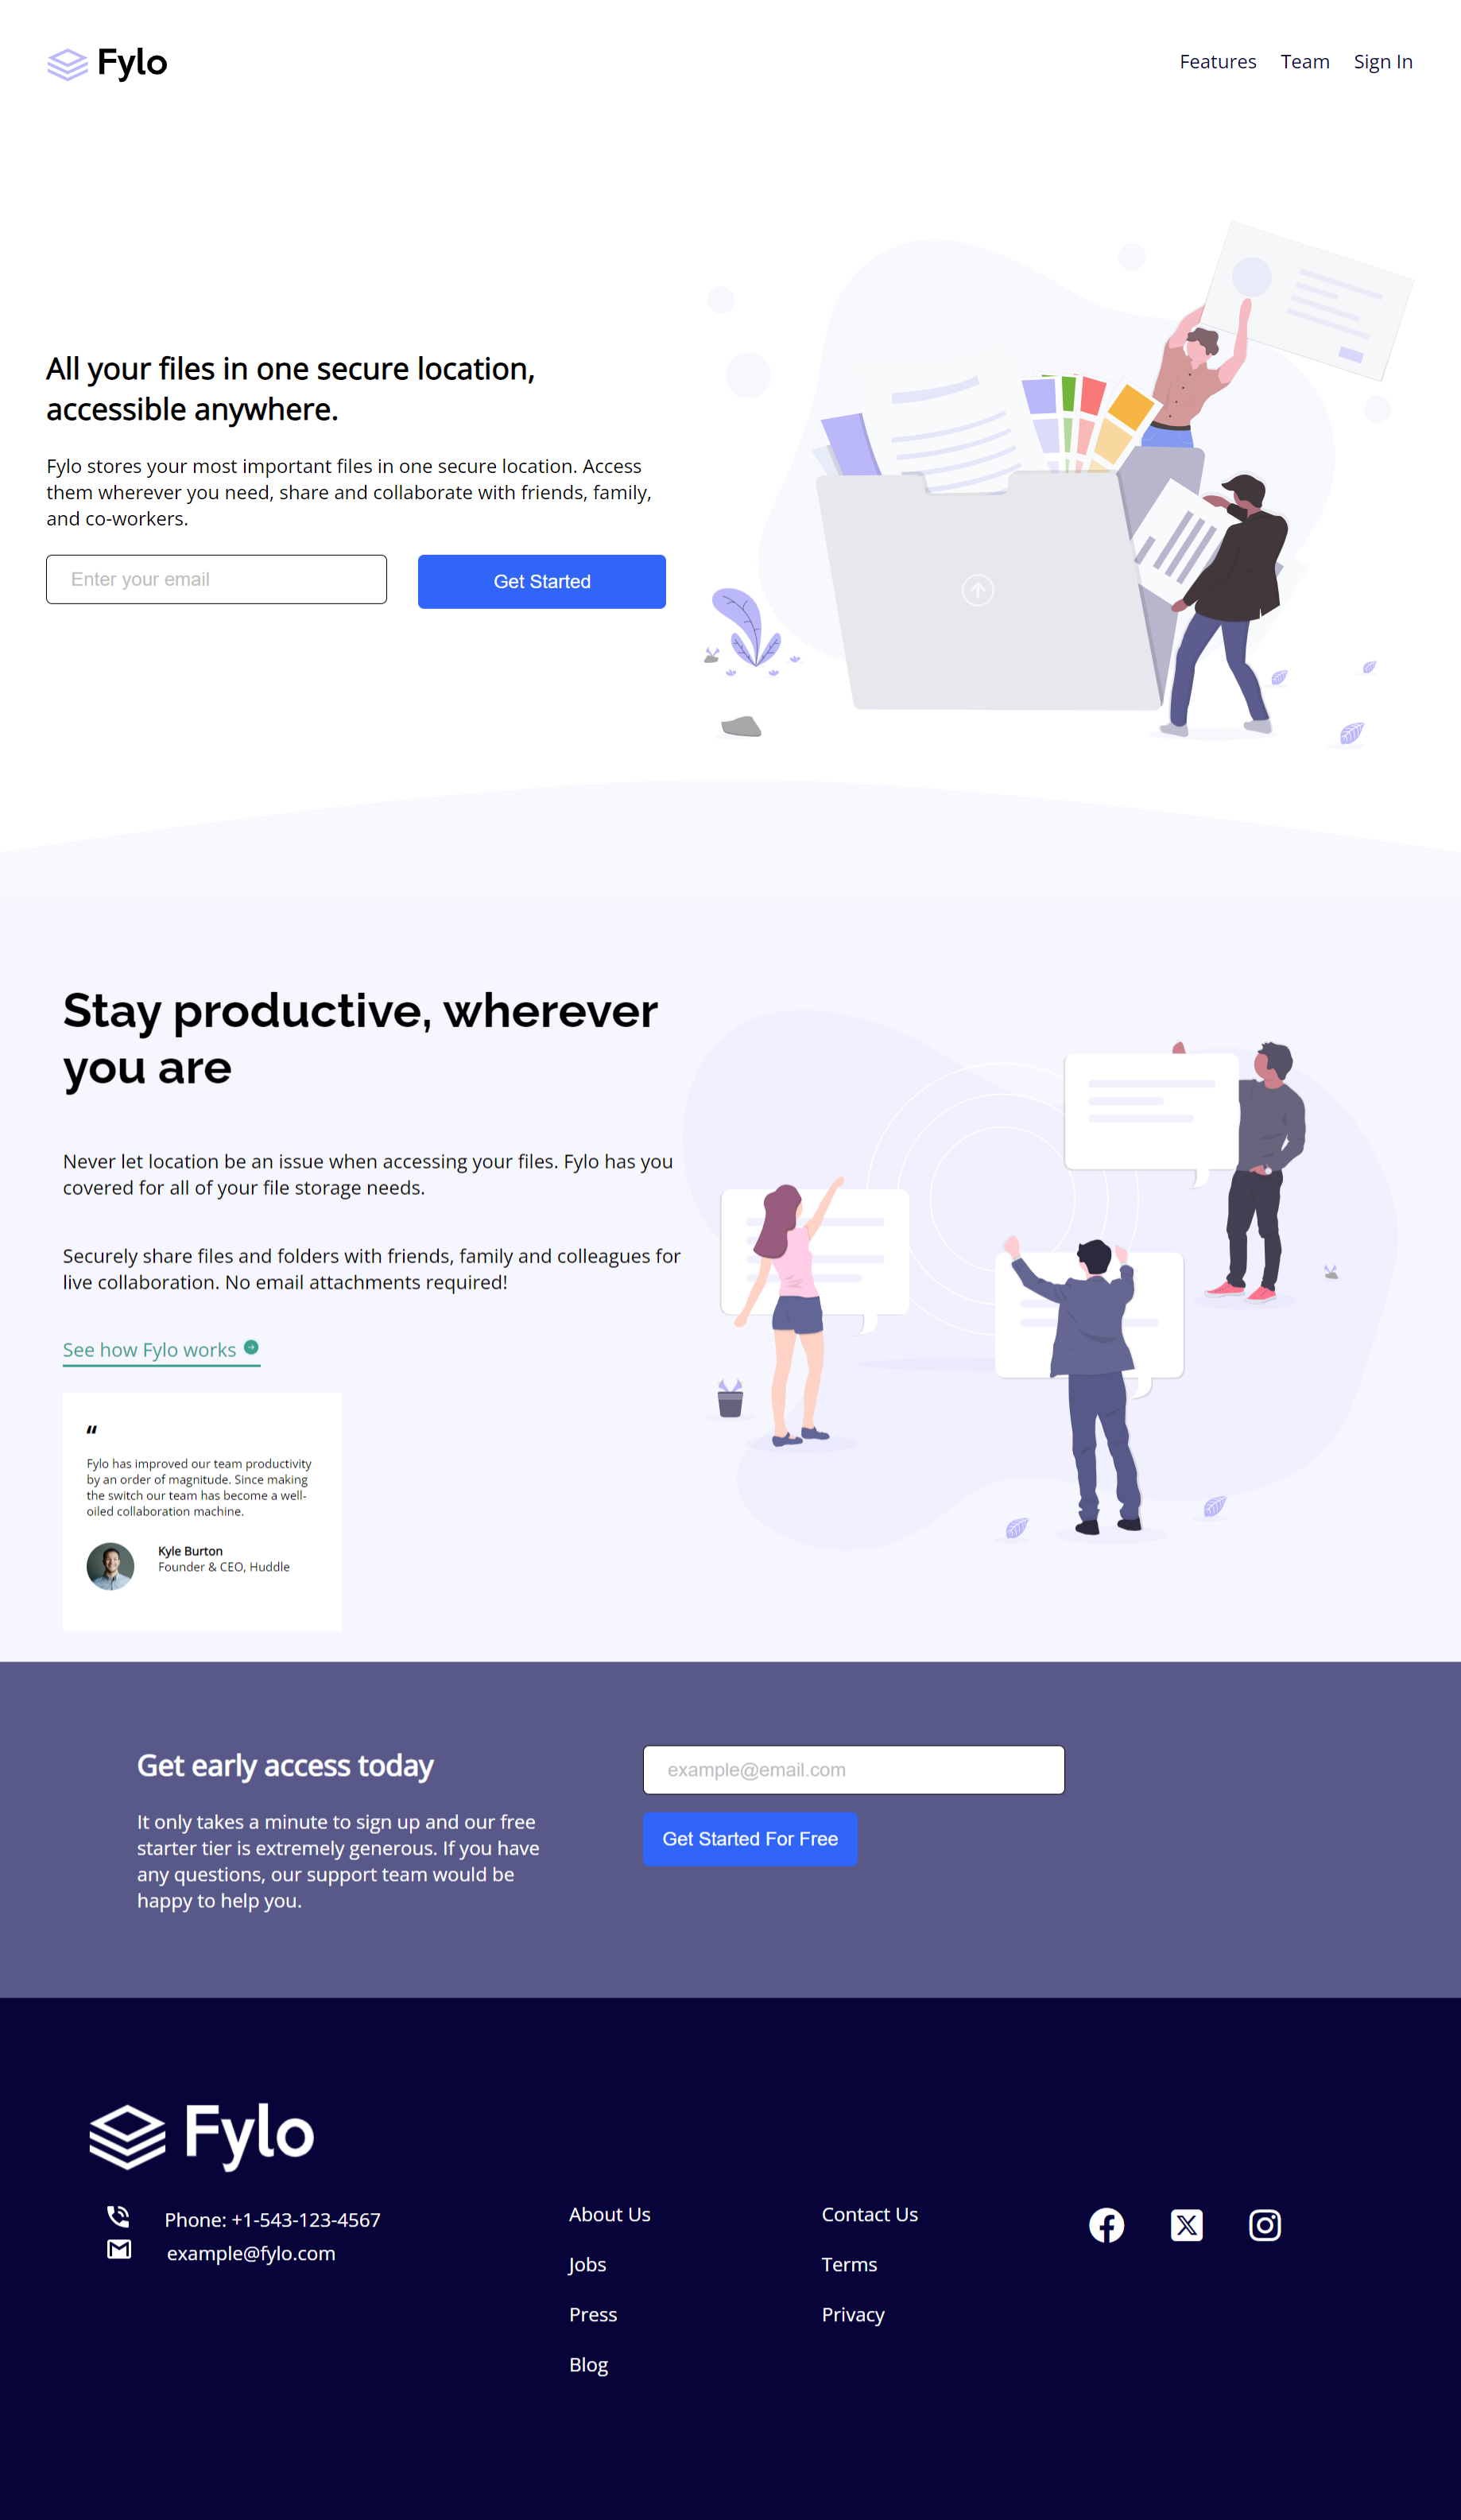 Fylo
Features Team Sign In
All your files in one secure location,
accessible anywhere.
Fylo stores your most important files in one secure location. Access
them wherever you need, share and collaborate with friends, family,
and co-workers.
Enter your email
Get Started
Stay productive, wherever
you are
Never let location be an issue when accessing your files. Fylo has you
covered for all of your file storage needs.
Securely share files and folders with friends, family and colleagues for
live collaboration. No email attachments required!
See how Fylo works
“
Fylo has improved our team productivity
by an order of magnitude. Since making
the switch our team has become a well-
oiled collaboration machine.
Kyle Burton
Founder & CEO, Huddle
Get early access today
It only takes a minute to sign up and our free
starter tier is extremely generous. If you have
any questions, our support team would be
happy to help you.
example@email.com
Get Started For Free
Fylo
Phone: +1-543-123-4567
example@fylo.com
About Us
Jobs
Press
Blog
Contact Us
Terms
Privacy